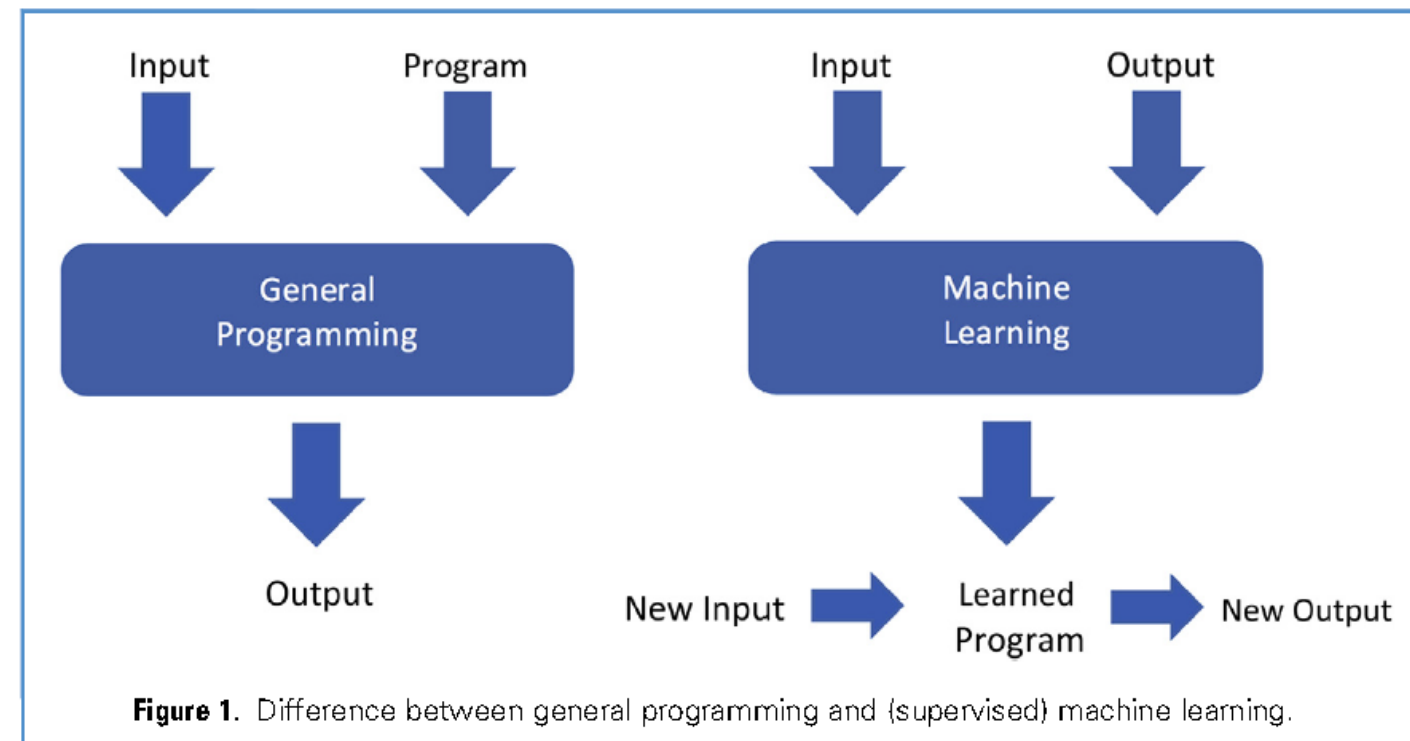 Input
Program
General
Programming
Output
Input
Output
Machine
Learning
New Input
Learned
Program
New Output
Figure 1. Difference between general programming and (supervised) machine learning.